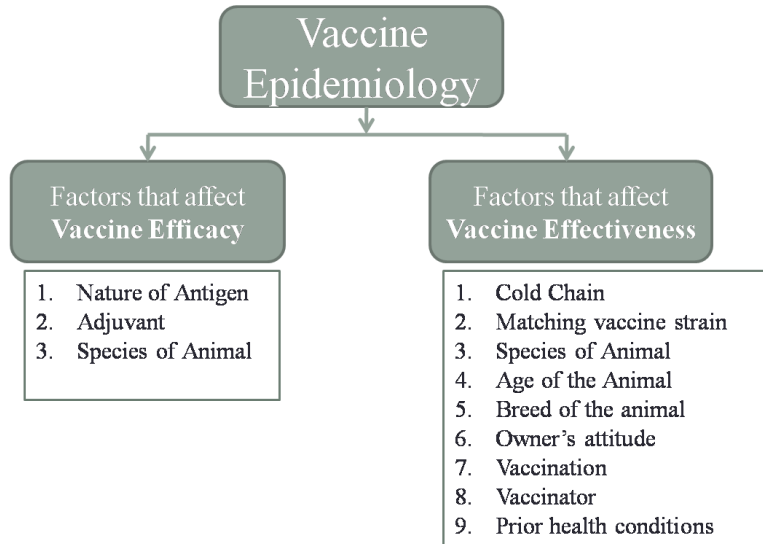 Vaccine
Epidemiology
Factors that affect
Vaccine Efficacy
1. Nature of Antigen
2. Adjuvant
3. Species of Animal
Factors that affect
Vaccine Effectiveness
1. Cold Chain
2. Matching vaccine strain
3. Species of Animal
4. Age of the Animal
5. Breed of the animal
6. Owner’s attitude
7. Vaccination
8. Vaccinator
9. Prior health conditions